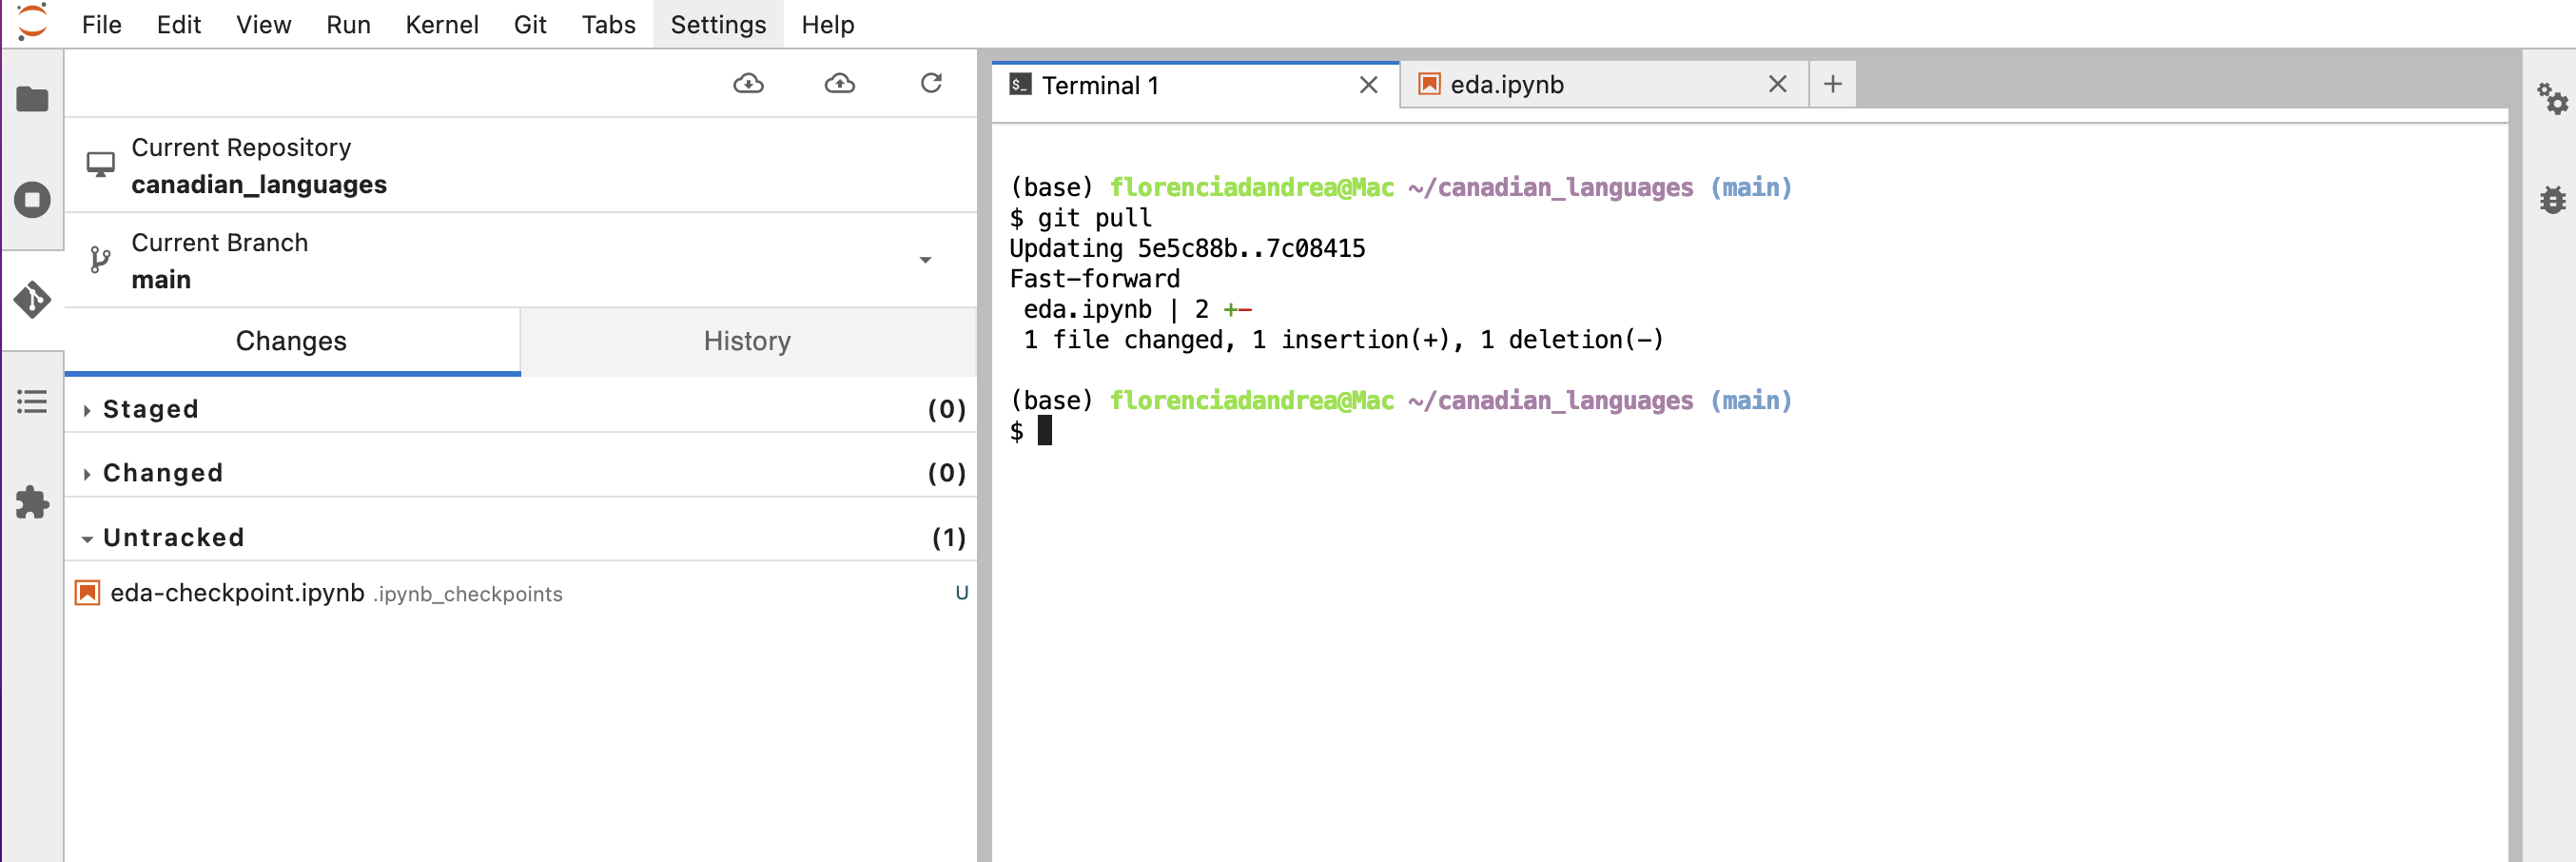 File Edit View Run Kernel Git Tabs Settings Help
Current Repository
canadian_languages
Current Branch
main
Changes History
Staged (0)
Changed (0)
Untracked (1)
eda-checkpoint.ipynb .ipynb_checkpoints U
$_ Terminal 1
eda.ipynb
(base) florenciadandrea@Mac ~/canadian_languages (main)
$ git pull
Updating 5e5c88b..7c08415
Fast-forward
eda.ipynb | 2 +-
1 file changed, 1 insertion(+), 1 deletion(-)
(base) florenciadandrea@Mac ~/canadian_languages (main)
$